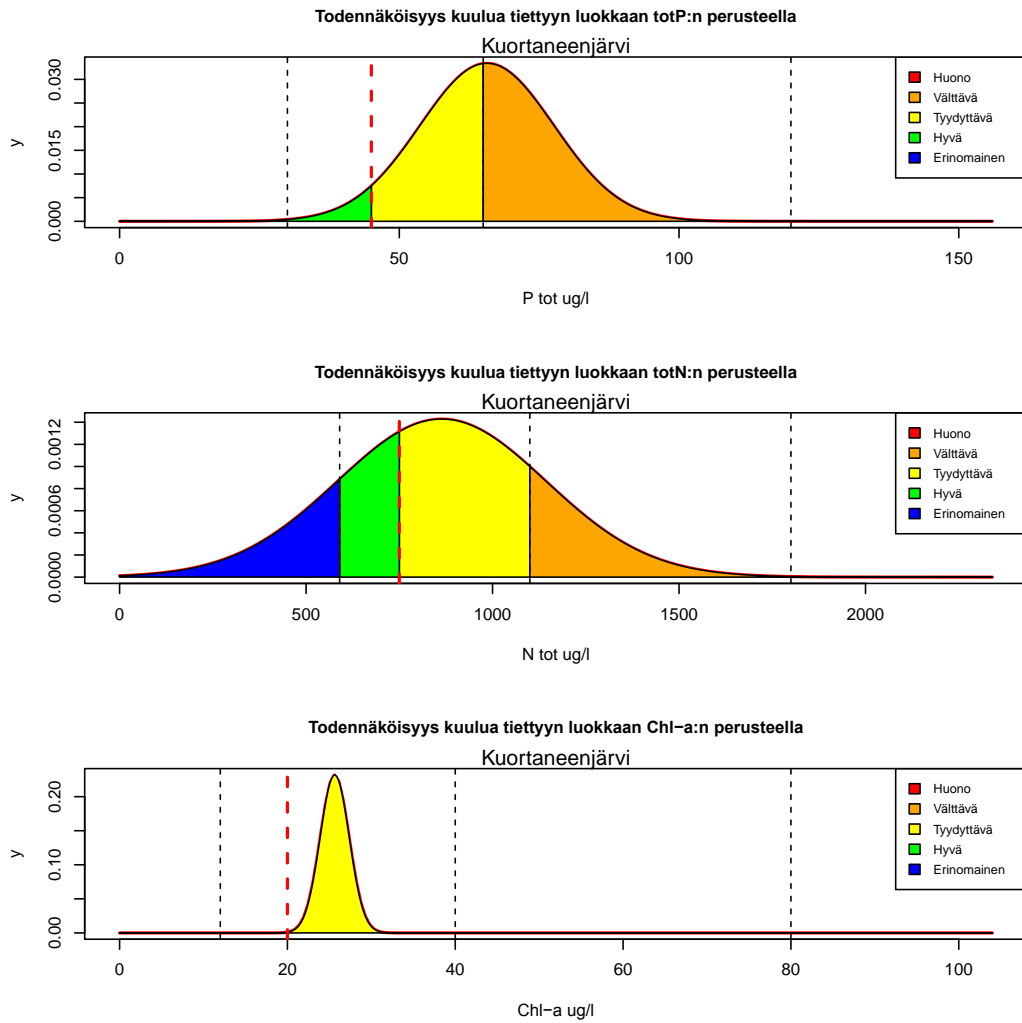 Todennäköisyys kuulua tiettyyn luokkaan totP:n perusteella
Kuortaneenjärvi
y
0.000 0.015 0.030
0 50 100 150
P tot ug/l
Huono
Välttävä
Tyydyttävä
Hyvä
Erinomainen
Todennäköisyys kuulua tiettyyn luokkaan totN:n perusteella
Kuortaneenjärvi
y
0.0000 0.0006 0.0012
0 500 1000 1500 2000
N tot ug/l
Huono
Välttävä
Tyydyttävä
Hyvä
Erinomainen
Todennäköisyys kuulua tiettyyn luokkaan Chl−a:n perusteella
Kuortaneenjärvi
y
0.00 0.10 0.20
0 20 40 60 80 100
Chl−a ug/l
Huono
Välttävä
Tyydyttävä
Hyvä
Erinomainen